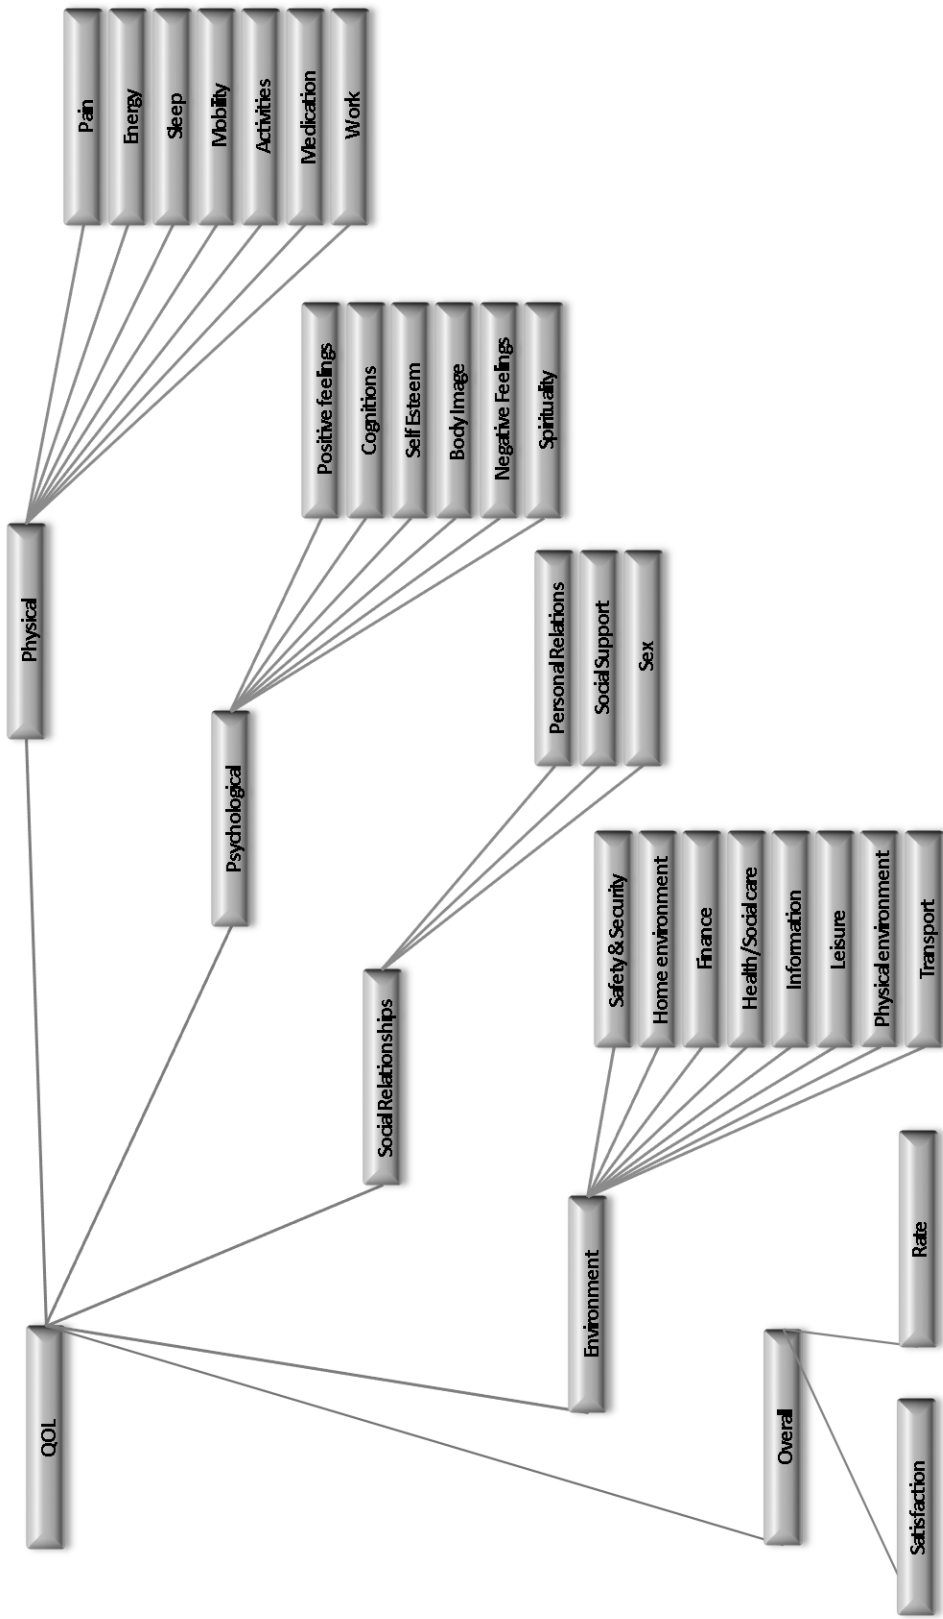 QOL
Physical
Pain
Energy
Sleep
Mobility
Activities
Medication
Work
Psychological
Positive feelings
Cognitions
Self Esteem
Body Image
Negative Feelings
Spirituality
Social Relationships
Personal Relations
Social Support
Sex
Environment
Safety & Security
Home environment
Finance
Health/Social care
Information
Leisure
Physical environment
Transport
Overall
Satisfaction
Rate